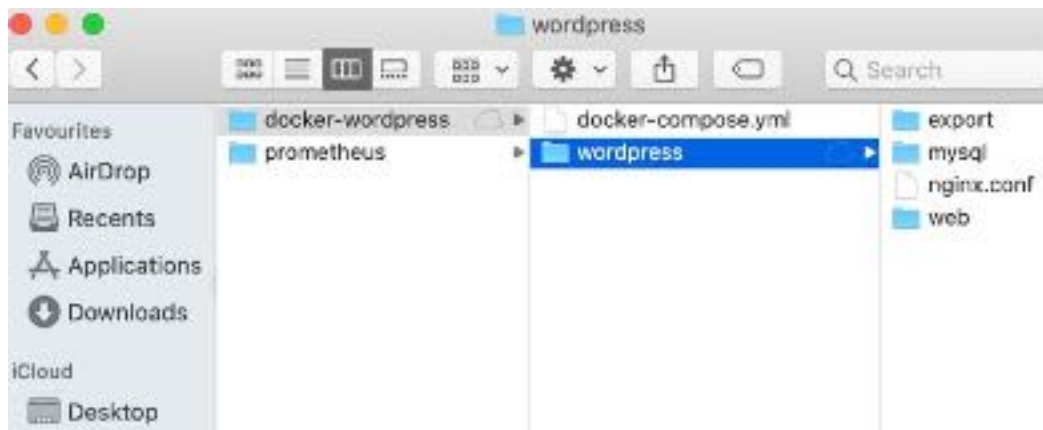 wordpress
Search
Favourites
AirDrop
Recents
Applications
Downloads
iCloud
Desktop
docker-wordpress
prometheus
docker-compose.yml
wordpress
export
mysql
nginx.conf
web